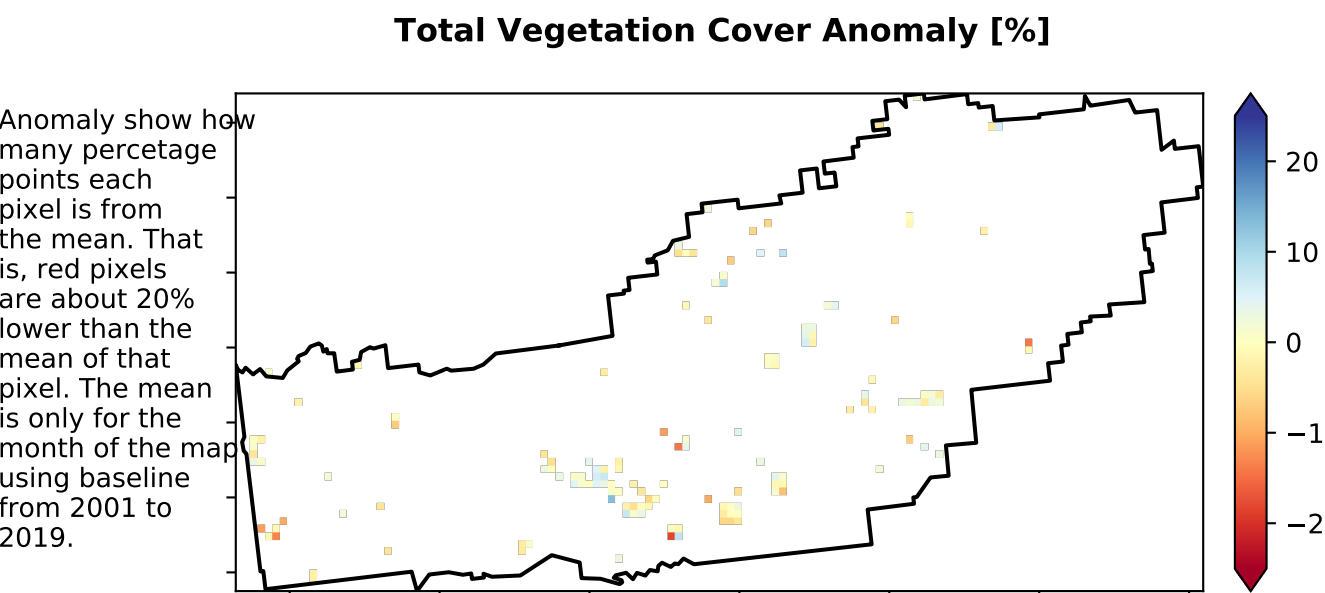 Total Vegetation Cover Anomaly [%]
Anomaly show how
many percetage
points each
pixel is from
the mean. That
is, red pixels
are about 20%
lower than the
mean of that
pixel. The mean
is only for the
month of the map
using baseline
from 2001 to
2019.
20
10
0
−1
−2